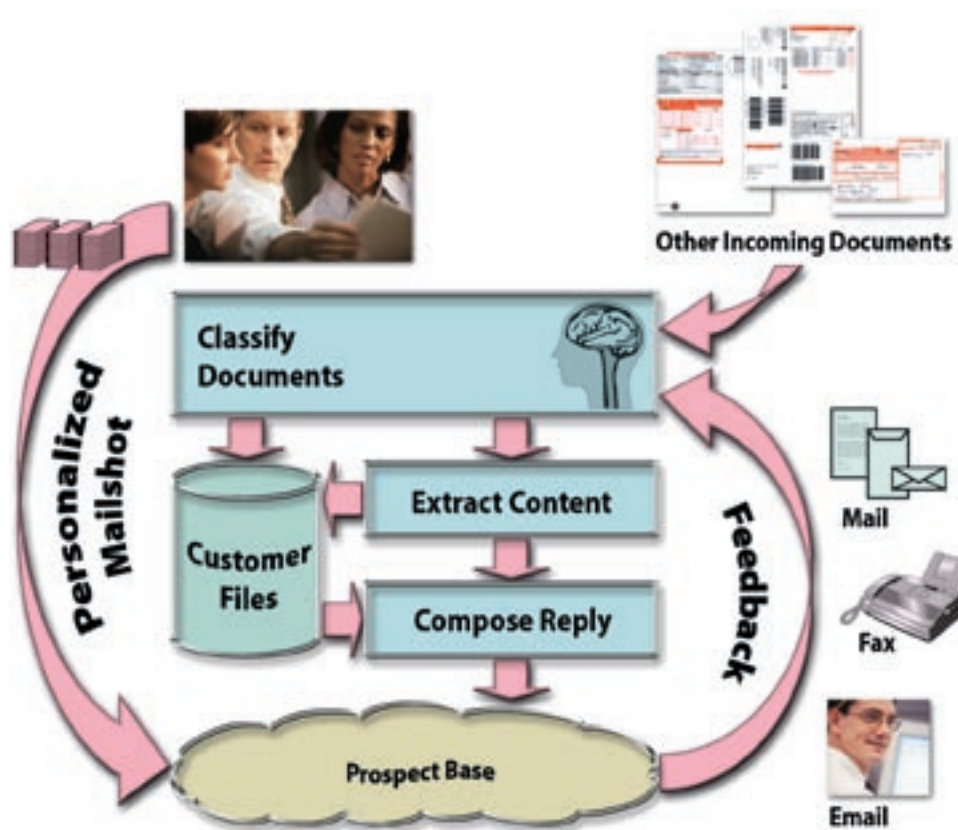 Other Incoming Documents
Classify
Documents
Personalized
Mailshot
Extract Content
Customer
Files
Compose Reply
Feedback
Mail
Fax
Prospect Base
Email